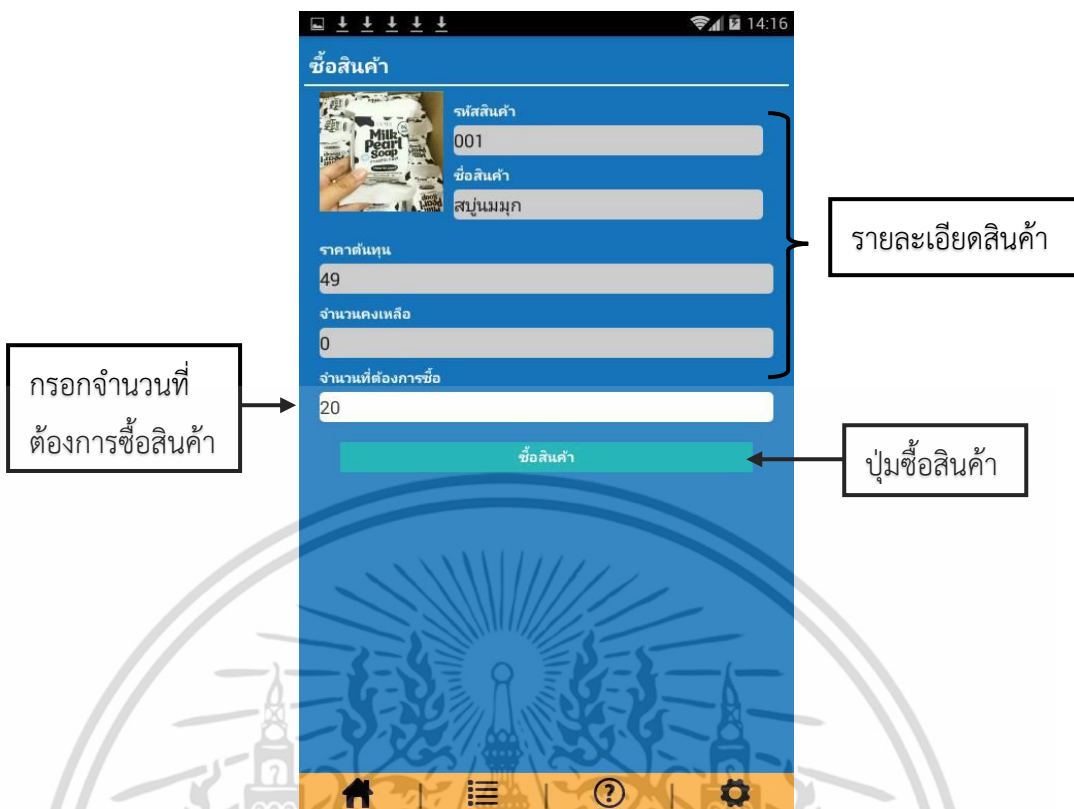 14:16
ซื้อสินค้า
Milk
Pearl
Soap
รหัสสินค้า
001
ชื่อสินค้า
สบู่นมมุก
ราคาต้นทุน
49
จำนวนคงเหลือ
0
จำนวนที่ต้องการซื้อ
20
ซื้อสินค้า
รายละเอียดสินค้า
กรอกจำนวนที่
ต้องการซื้อสินค้า
ปุ่มซื้อสินค้า